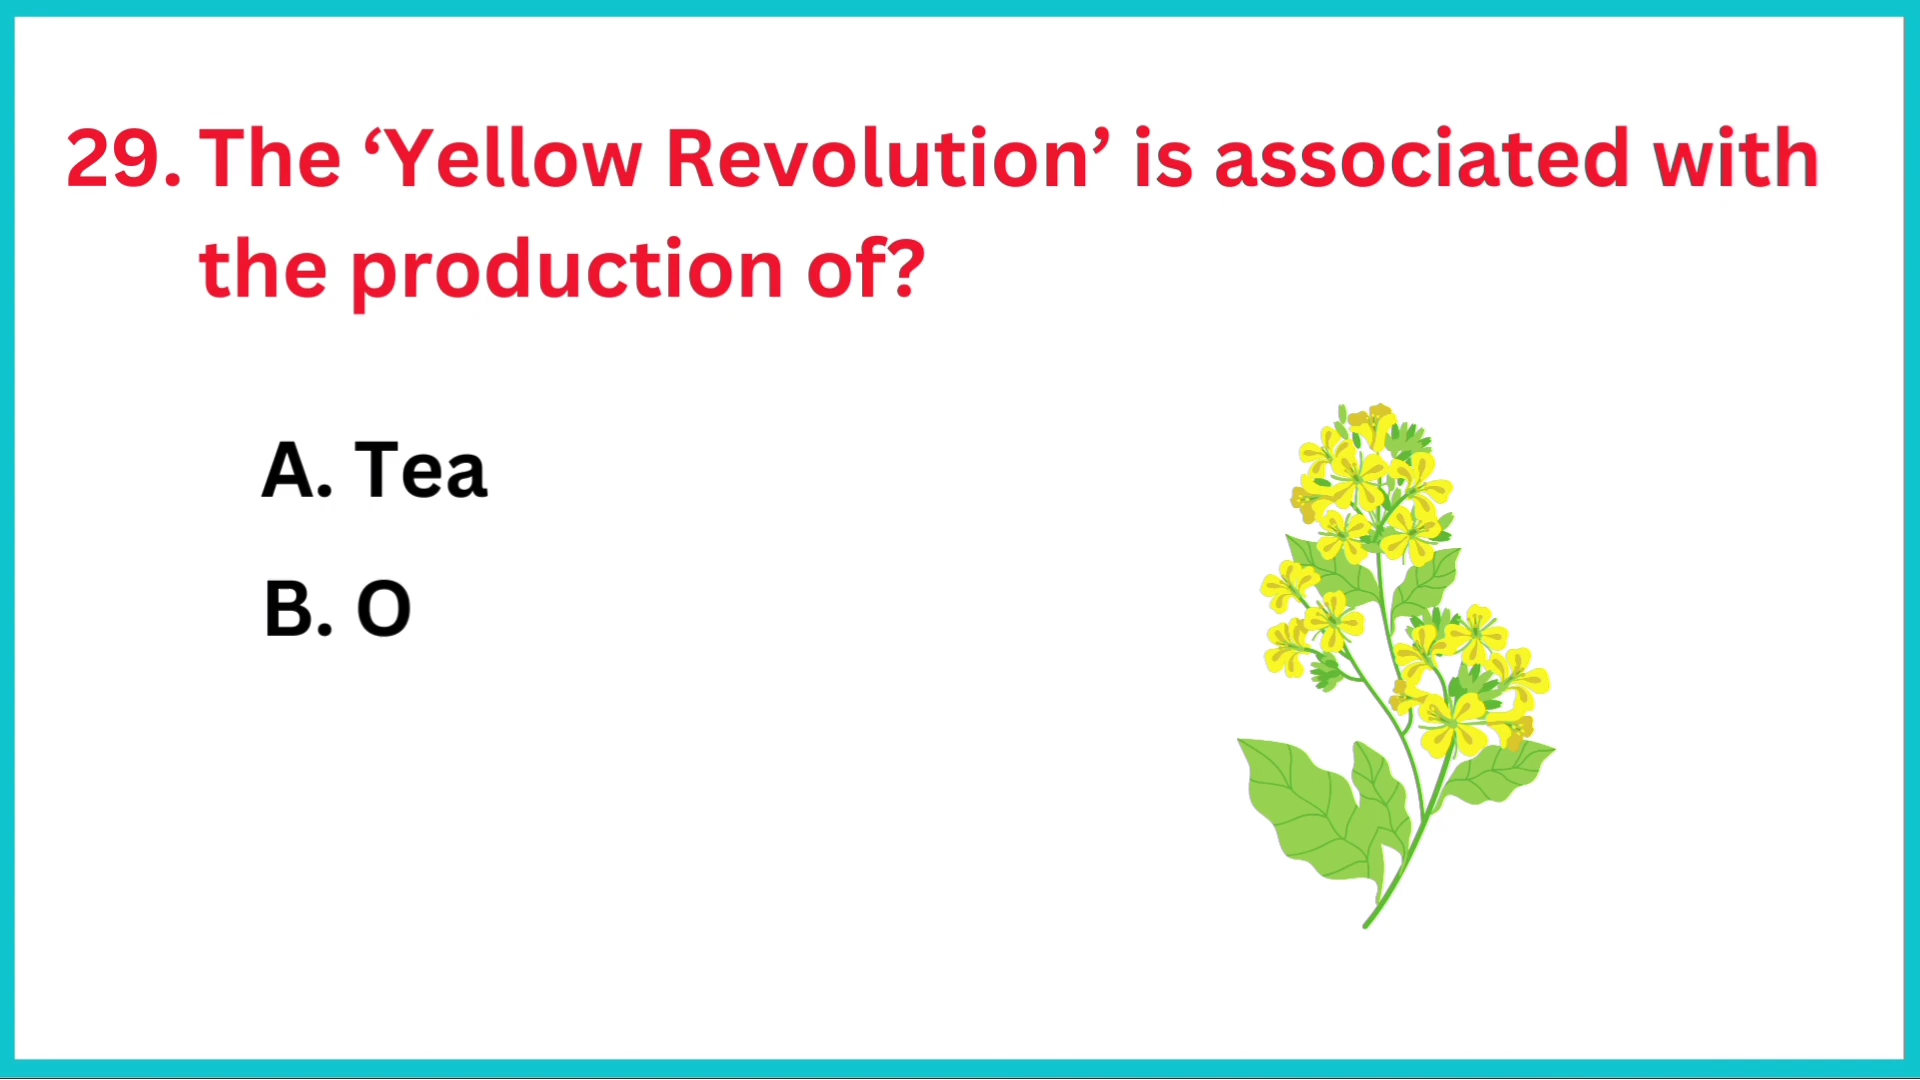 29. The ‘Yellow Revolution’ is associated with
the production of?
A. Tea
B. O